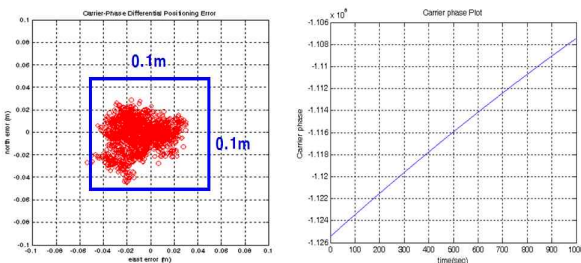 Carrier-Phase Differential Positioning Error
0.1
0.08
0.06
0.04
0.02
0
-0.02
-0.04
-0.06
-0.08
-0.1
north error (m)
0.1m
0.1m
-0.1 -0.08 -0.06 -0.04 -0.02 0 0.02 0.04 0.06 0.08 0.1
east error (m)
Carrier phase Plot
x 10
-1.106
-1.108
-1.11
-1.112
-1.114
-1.116
-1.118
-1.12
-1.122
-1.124
-1.126
Carrier phase
0 100 200 300 400 500 600 700 800 900 1000
time(sec)